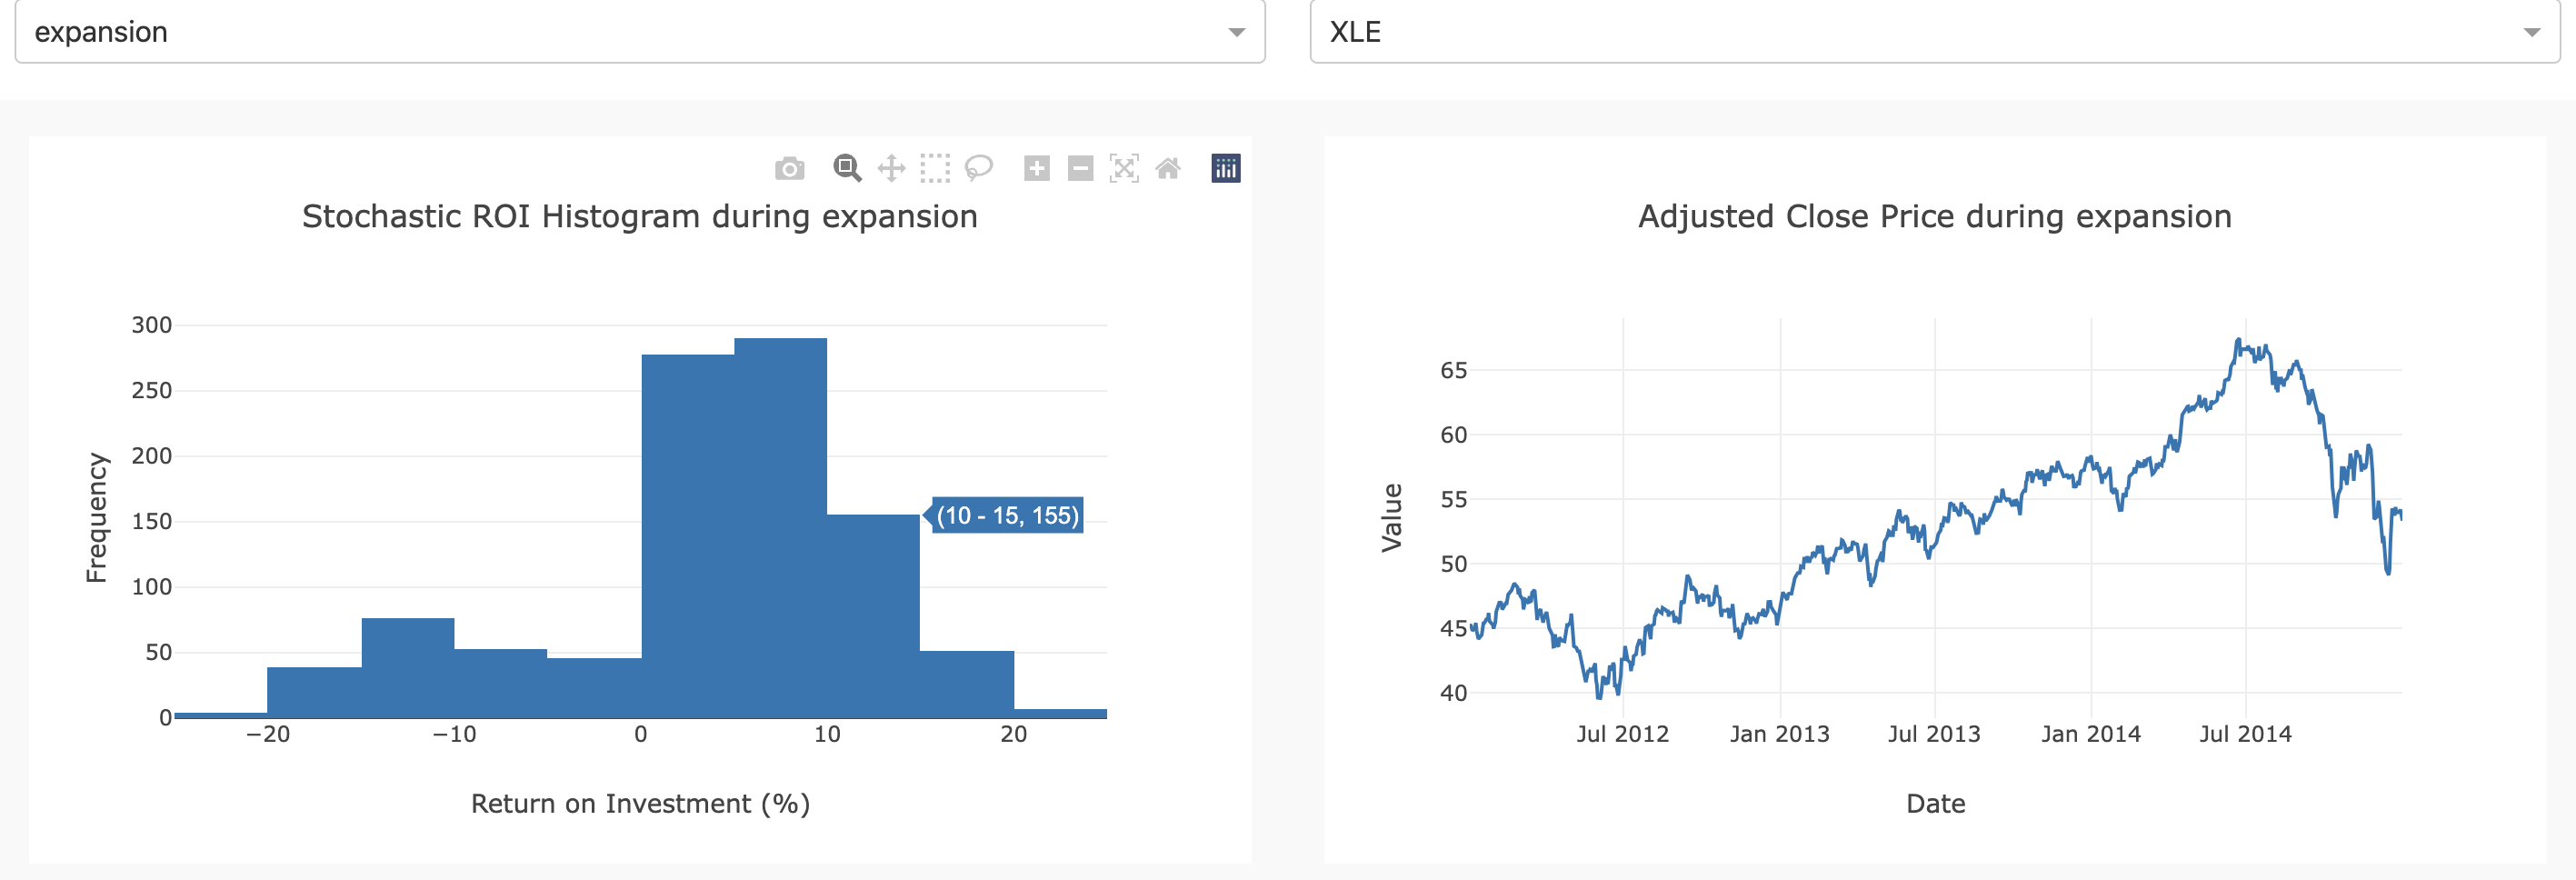 expansion
XLE
Stochastic ROI Histogram during expansion
300
250
200
150
100
50
0
Frequency
(10 - 15, 155)
−20
−10
0
10
20
Return on Investment (%)
Adjusted Close Price during expansion
65
60
55
50
45
40
Value
Jul 2012
Jan 2013
Jul 2013
Jan 2014
Jul 2014
Date